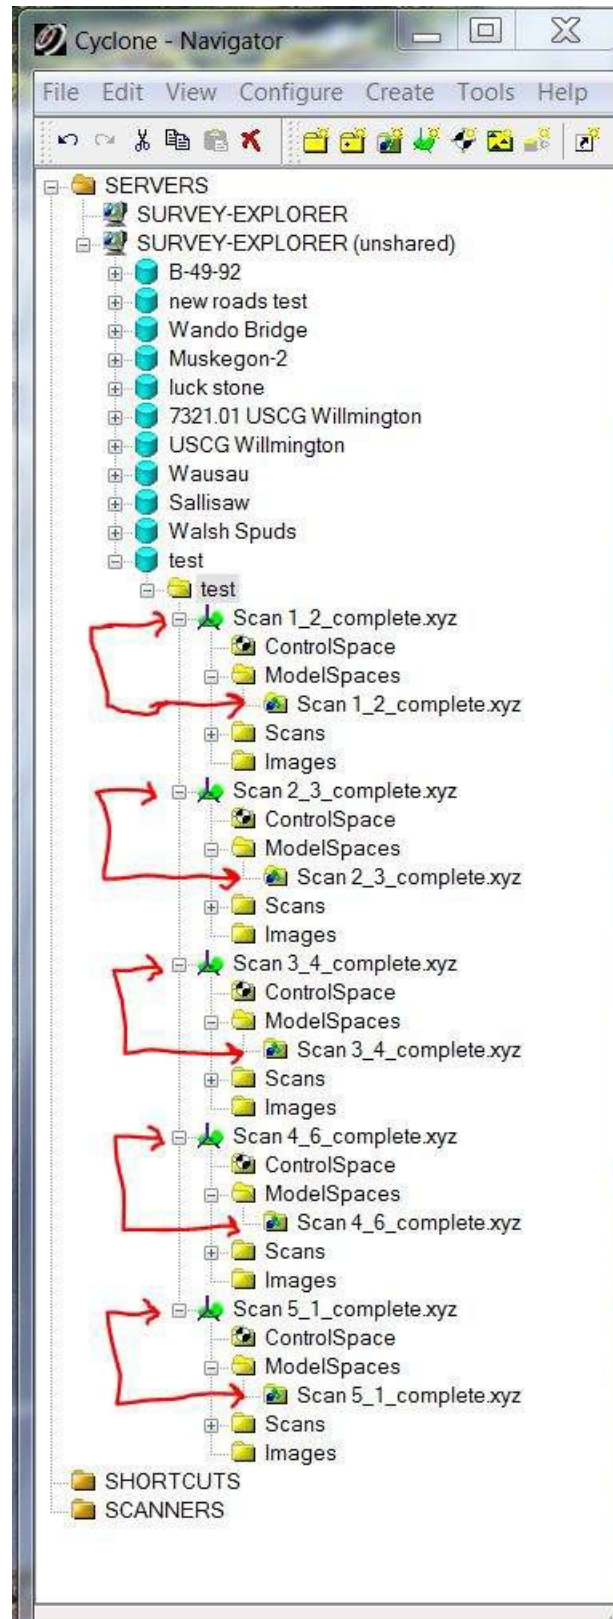 Cyclone - Navigator
File Edit View Configure Create Tools Help
SERVERS
SURVEY-EXPLORER
SURVEY-EXPLORER (unshared)
B-49-92
new roads test
Wando Bridge
Muskegon-2
luck stone
7321.01 USCG Willmington
USCG Willmington
Wausau
Sallisaw
Walsh Spuds
test
test
Scan 1_2_complete.xyz
ControlSpace
ModelSpaces
Scan 1_2_complete.xyz
Scans
Images
Scan 2_3_complete.xyz
ControlSpace
ModelSpaces
Scan 2_3_complete.xyz
Scans
Images
Scan 3_4_complete.xyz
ControlSpace
ModelSpaces
Scan 3_4_complete.xyz
Scans
Images
Scan 4_6_complete.xyz
ControlSpace
ModelSpaces
Scan 4_6_complete.xyz
Scans
Images
Scan 5_1_complete.xyz
ControlSpace
ModelSpaces
Scan 5_1_complete.xyz
Scans
Images
SHORTCUTS
SCANNERS